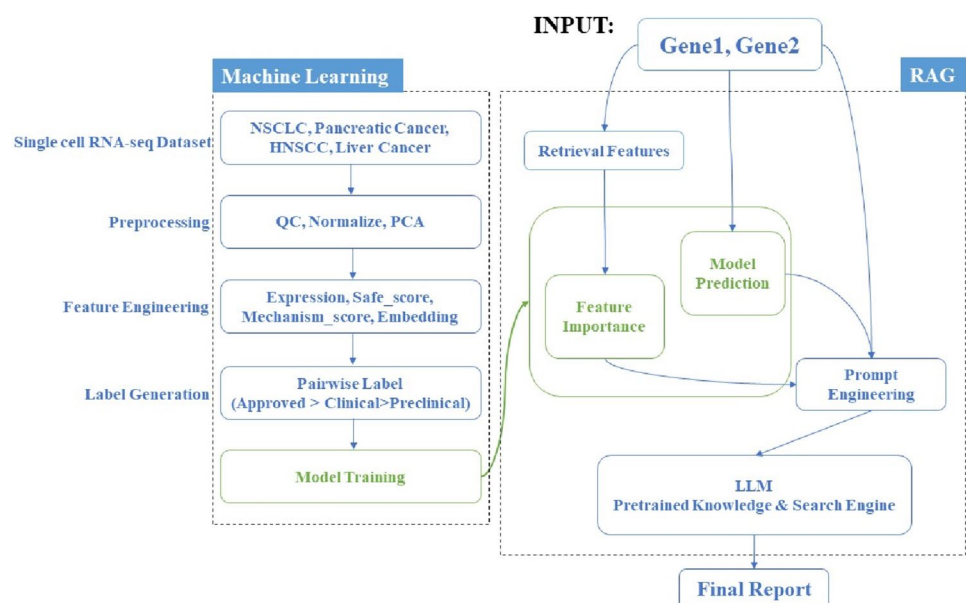 INPUT:
Gene1, Gene2
Machine Learning
RAG
Single cell RNA-seq Dataset
NSCLC, Pancreatic Cancer,
HNSCC, Liver Cancer
Retrieval Features
Preprocessing
QC, Normalize, PCA
Model
Prediction
Feature Engineering
Expression, Safe_score,
Mechanism_score, Embedding
Feature
Importance
Label Generation
Pairwise Label
(Approved > Clinical>Preclinical)
Prompt
Engineering
Model Training
LLM
Pretrained Knowledge & Search Engine
Final Report